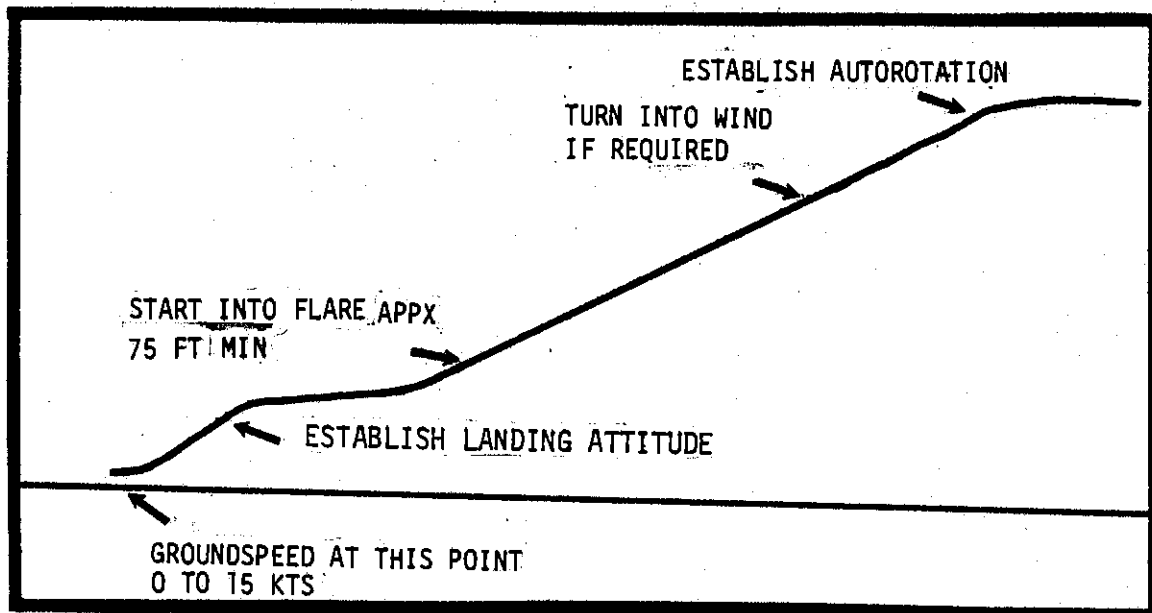 ESTABLISH AUTOROTATION
TURN INTO WIND
IF REQUIRED
START INTO FLARE APPX
75 FT MIN
ESTABLISH LANDING ATTITUDE
GROUNDSPEED AT THIS POINT
0 TO 15 KTS